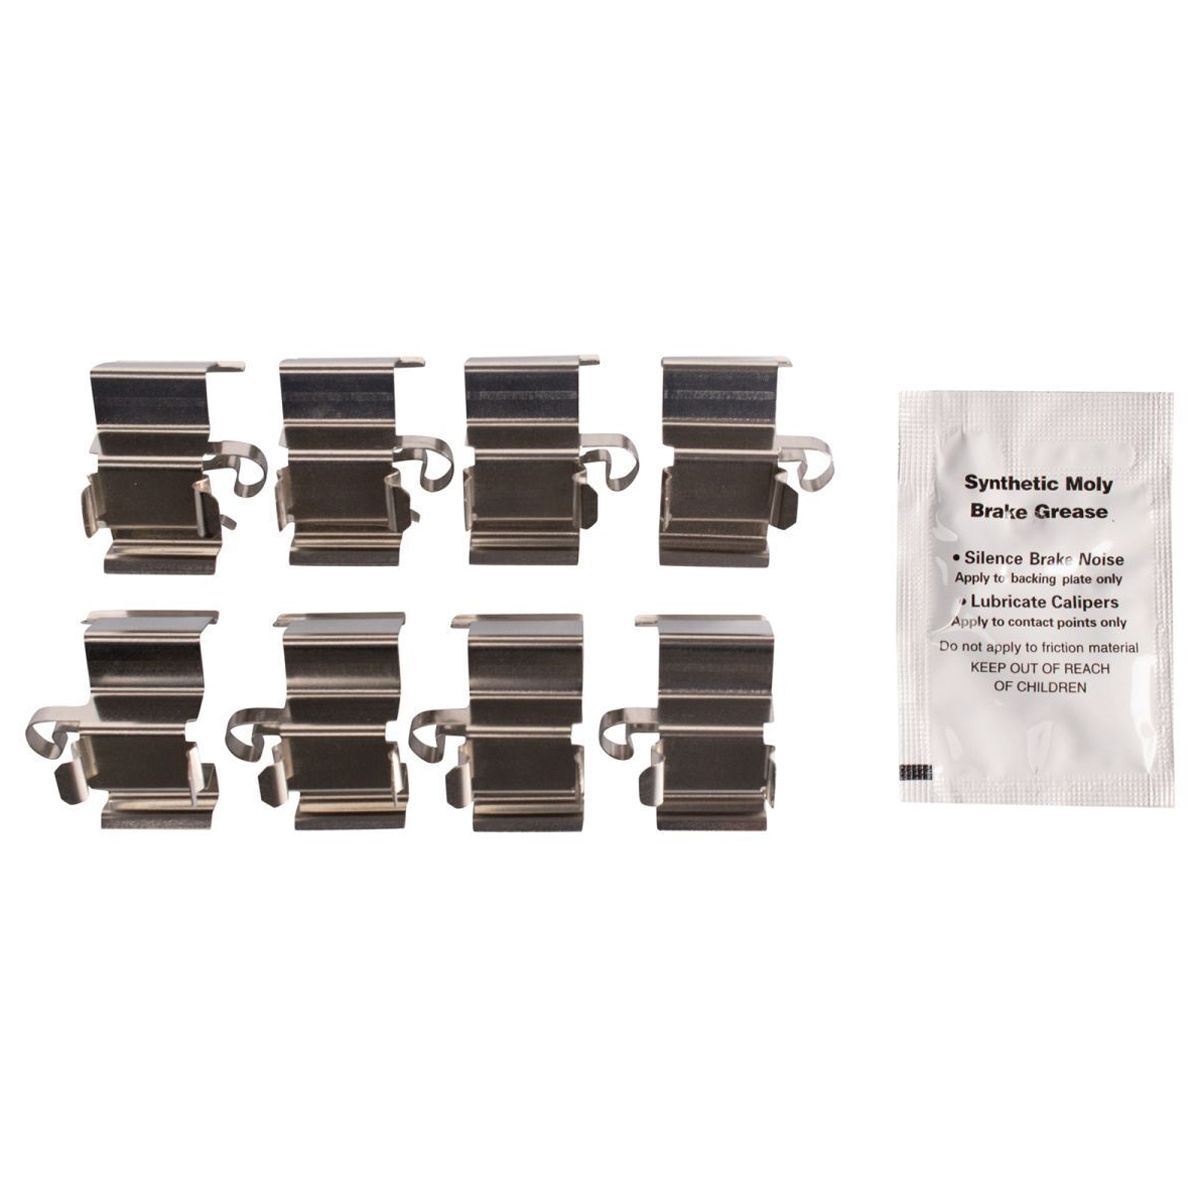 Synthetic Moly
Brake Grease
• Silence Brake Noise
Apply to backing plate only
• Lubricate Calipers
Apply to contact points only
Do not apply to friction material
KEEP OUT OF REACH
OF CHILDREN